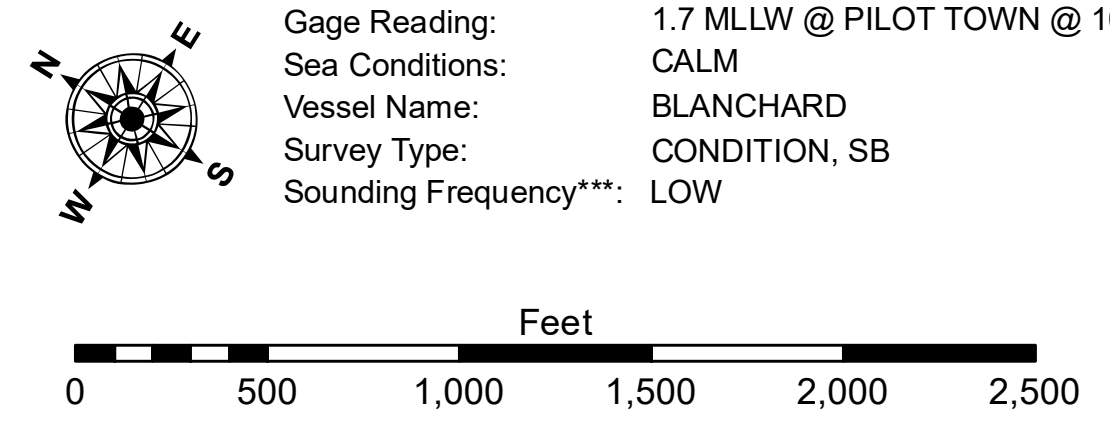 N
E
S
W
Gage Reading: 1.7 MLLW @ PILOT TOWN @
Sea Conditions: CALM
Vessel Name: BLANCHARD
Survey Type: CONDITION, SB
Sounding Frequency***: LOW
Feet
0 500 1,000 1,500 2,000 2,500